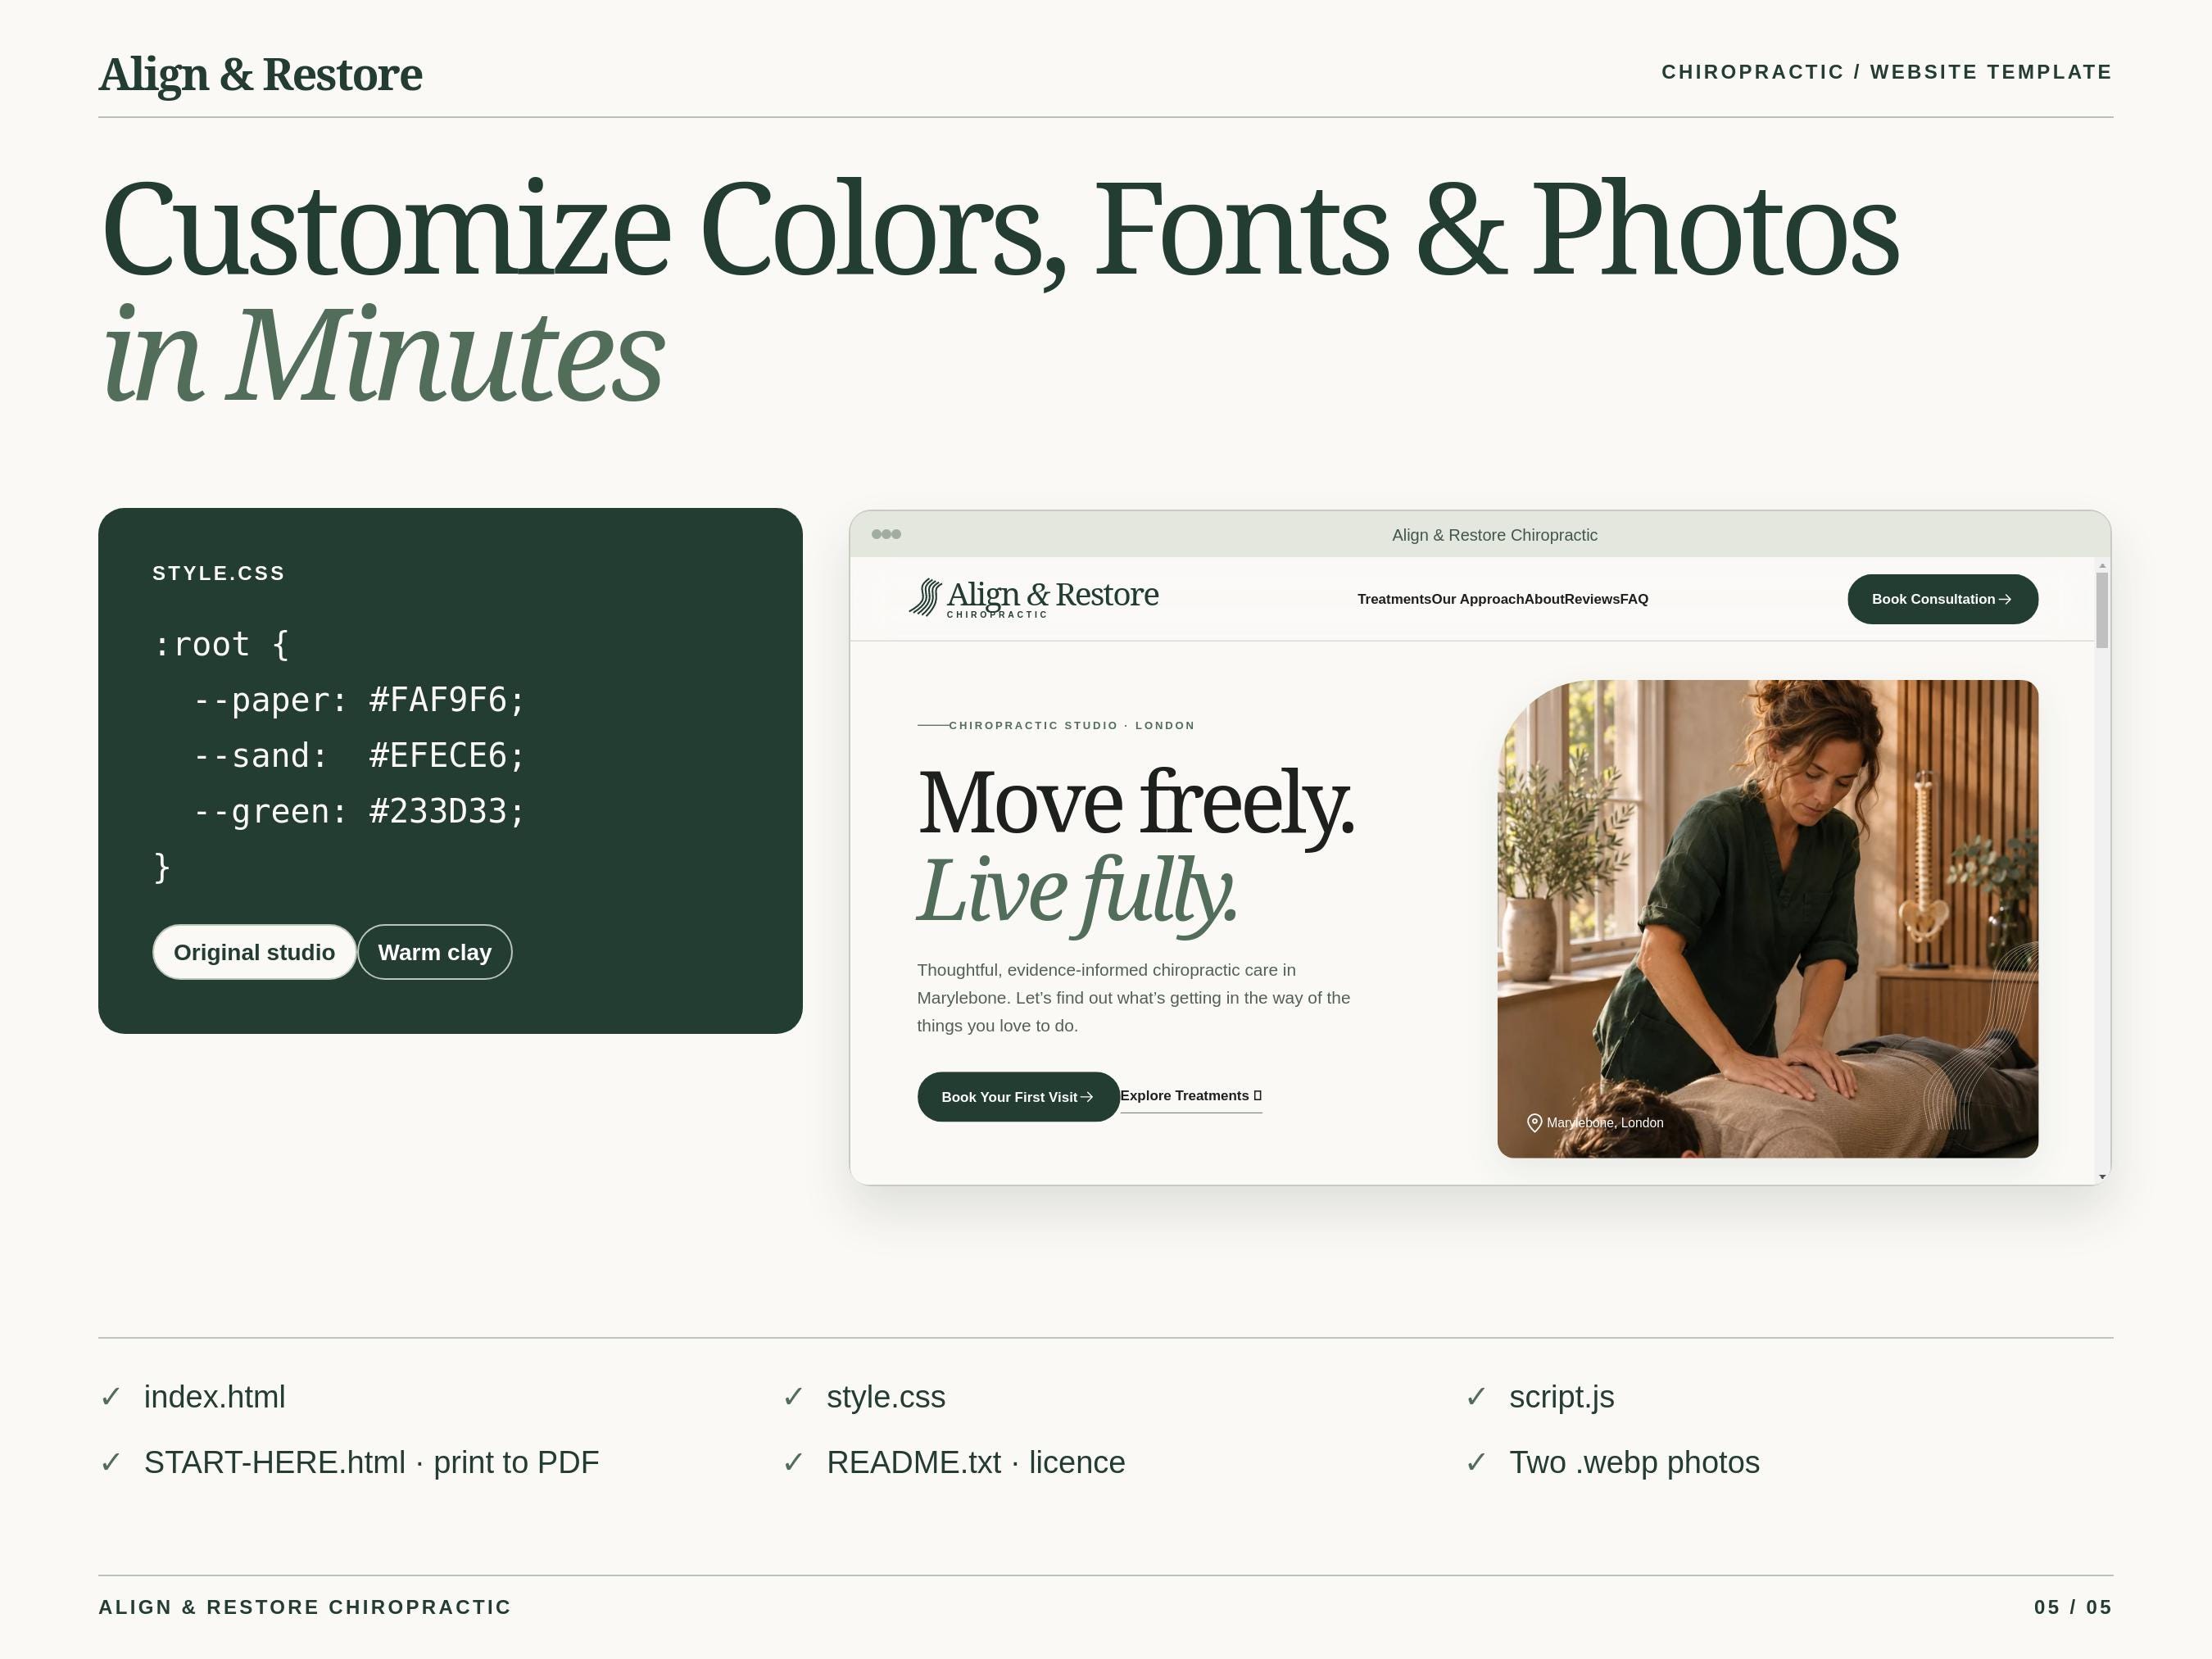 Align & Restore
CHIROPRACTIC / WEBSITE TEMPLATE
Customize Colors, Fonts & Photos
in Minutes
STYLE.CSS
:root {
  --paper: #FAF9F6;
  --sand:  #EFECE6;
  --green: #233D33;
}
Original studio
Warm clay
Align & Restore Chiropractic
Align & Restore
CHIROPRACTIC
TreatmentsOur ApproachAboutReviewsFAQ
Book Consultation
CHIROPRACTIC STUDIO · LONDON
Move freely.
Live fully.
Thoughtful, evidence-informed chiropractic care in
Marylebone. Let’s find out what’s getting in the way of the
things you love to do.
Book Your First Visit
Explore Treatments
Marylebone, London
✓ index.html
✓ style.css
✓ script.js
✓ START-HERE.html · print to PDF
✓ README.txt · licence
✓ Two .webp photos
ALIGN & RESTORE CHIROPRACTIC
05 / 05